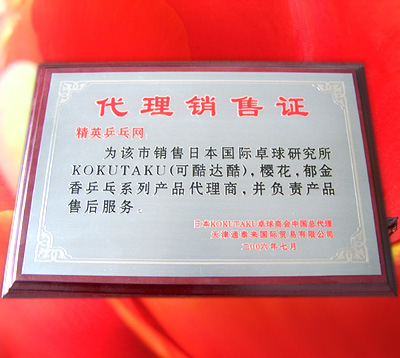 代理销售证
精英乒乓网
为该市销售日本国际卓球研究所
KOKUTAKU(可酷达酷),樱花,郁金
香乒乓系列产品代理商,并负责产品
售后服务。
日本KOKUTAKU卓球商会中国总代理
天津通泰来国际贸易有限公司
2006年七月